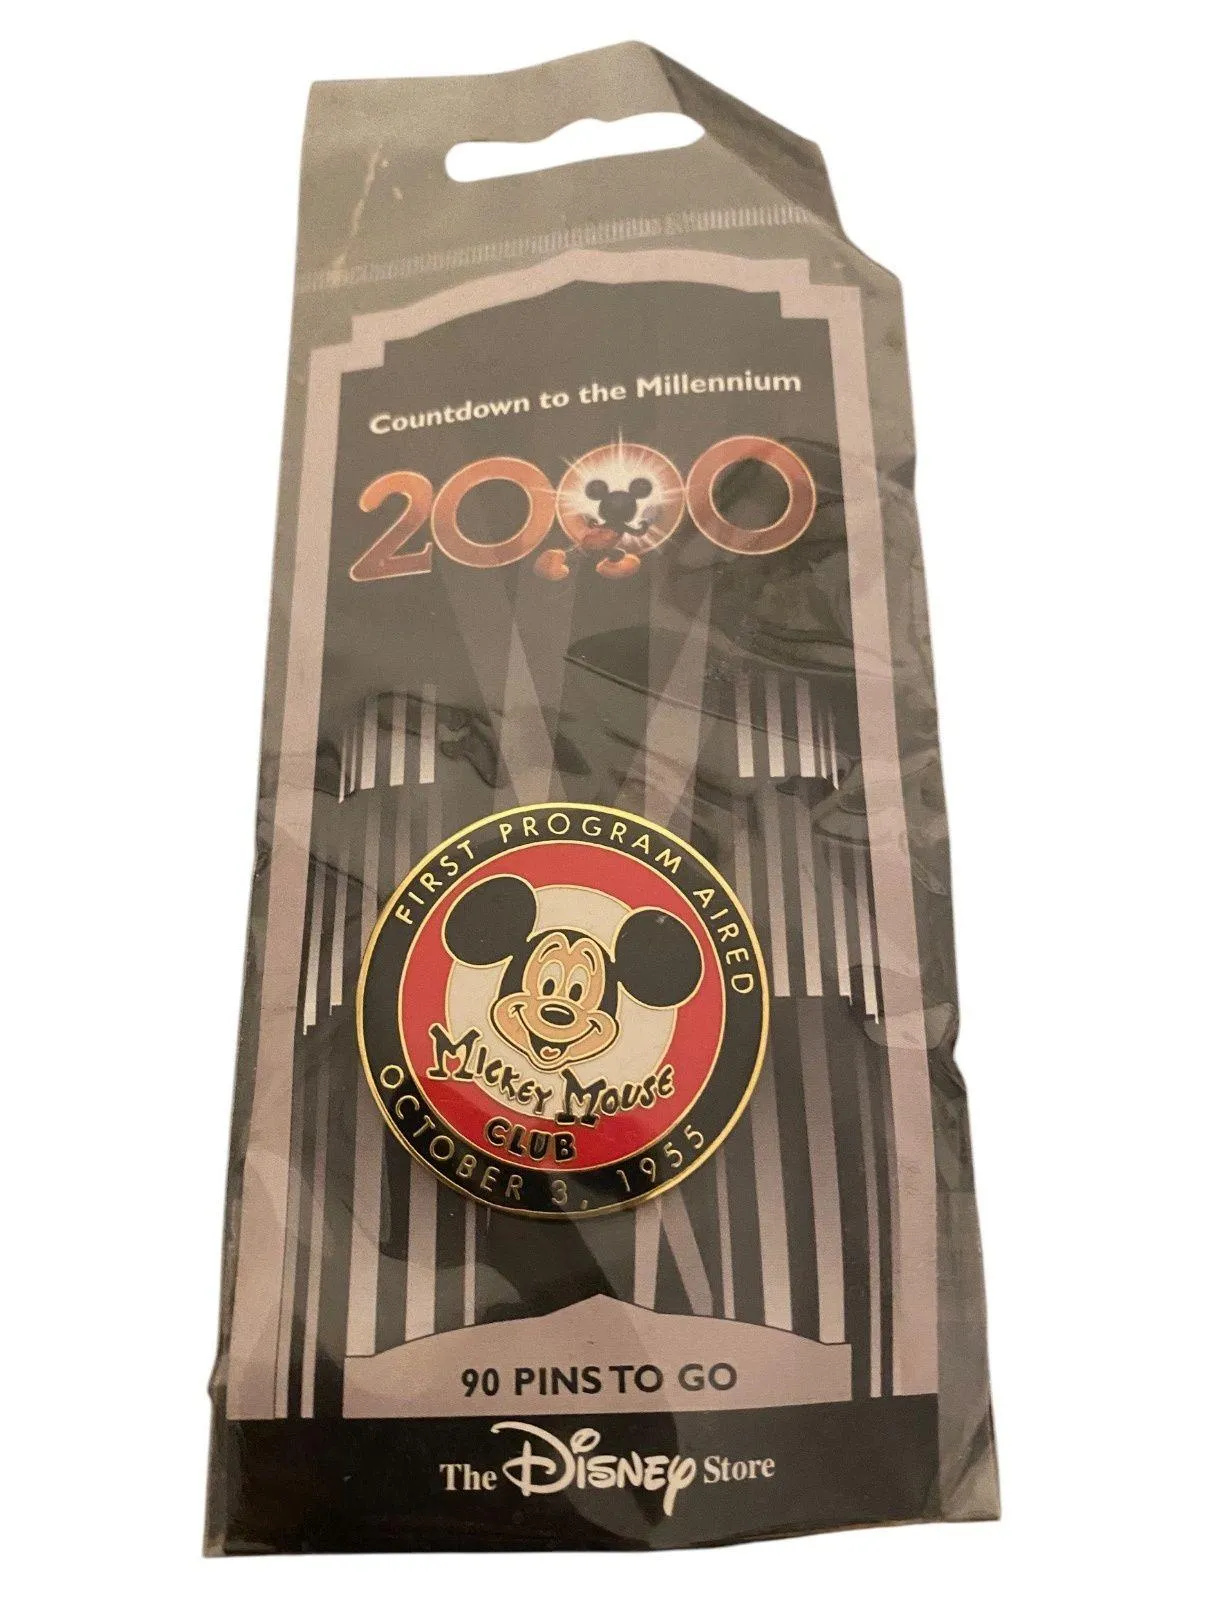 Countdown to the Millennium
2000
FIRST PROGRAM AIRED
MICKEY MOUSE
CLUB
OCTOBER 3, 1955
90 PINS TO GO
The DISNEY Store